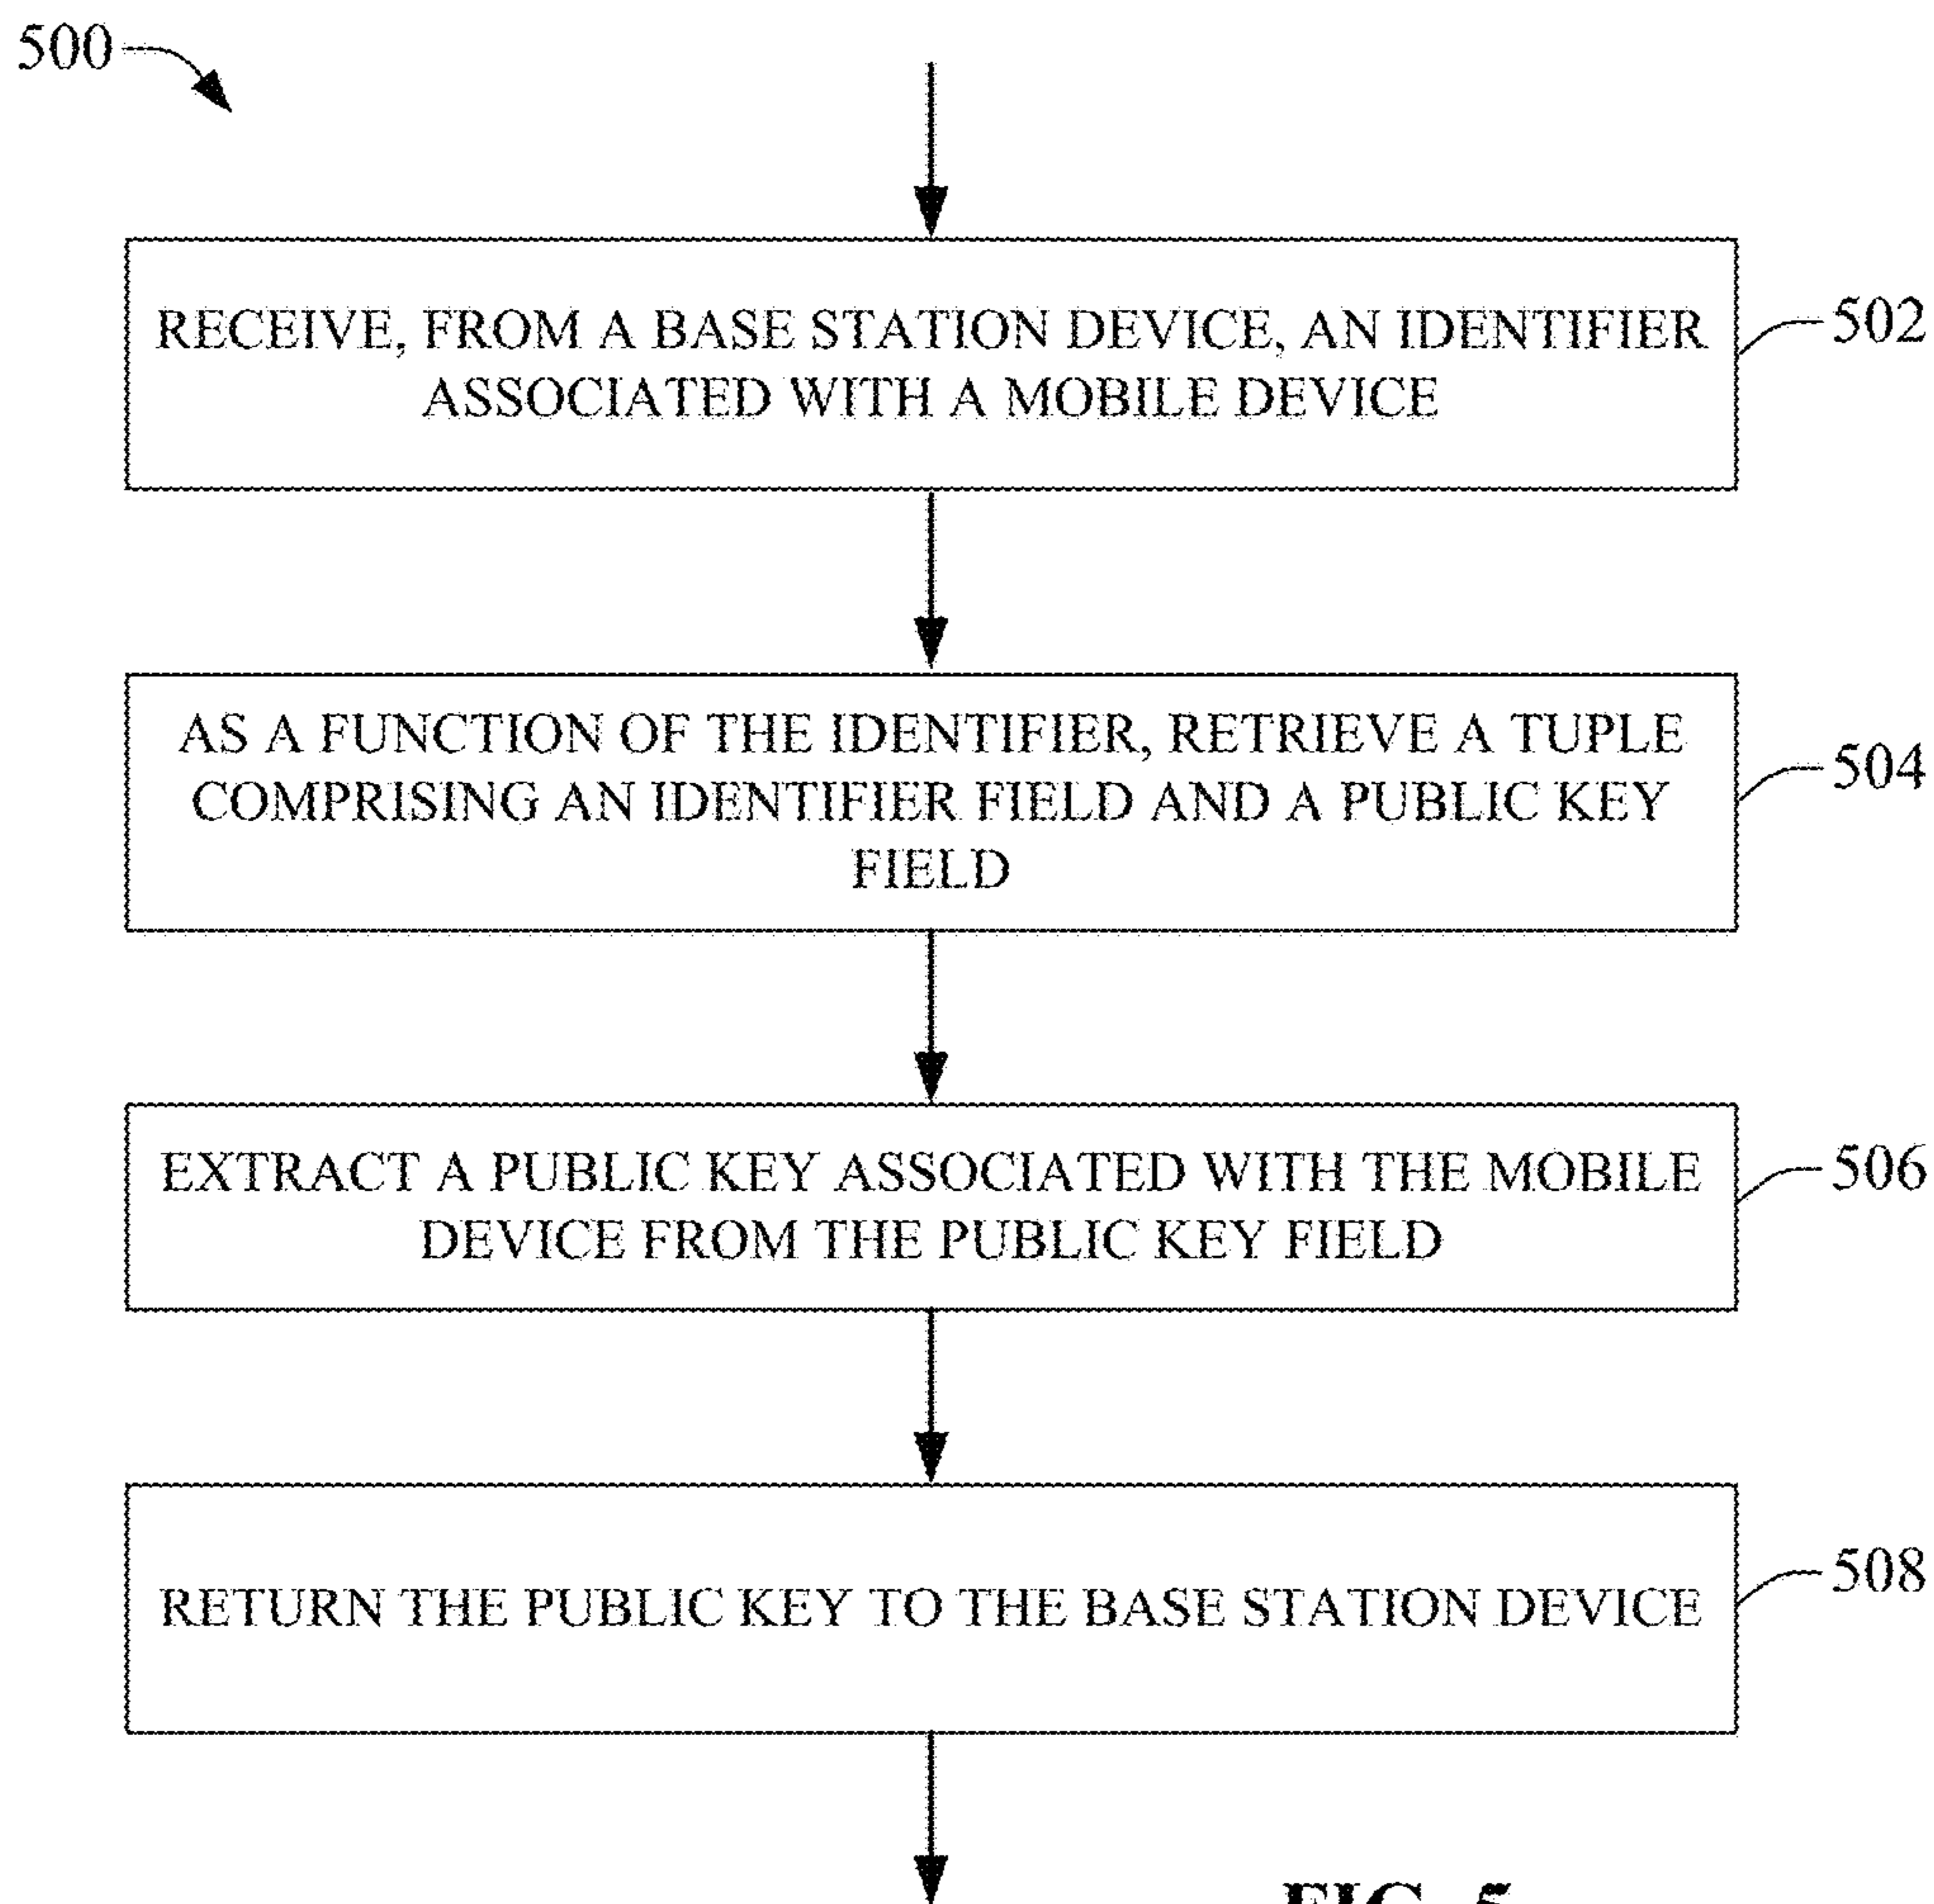 500
RECEIVE, FROM A BASE STATION DEVICE, AN IDENTIFIER
ASSOCIATED WITH A MOBILE DEVICE
502
AS A FUNCTION OF THE IDENTIFIER, RETRIEVE A TUPLE
COMPRISING AN IDENTIFIER FIELD AND A PUBLIC KEY
FIELD
504
EXTRACT A PUBLIC KEY ASSOCIATED WITH THE MOBILE
DEVICE FROM THE PUBLIC KEY FIELD
506
RETURN THE PUBLIC KEY TO THE BASE STATION DEVICE
508
FIG. 5